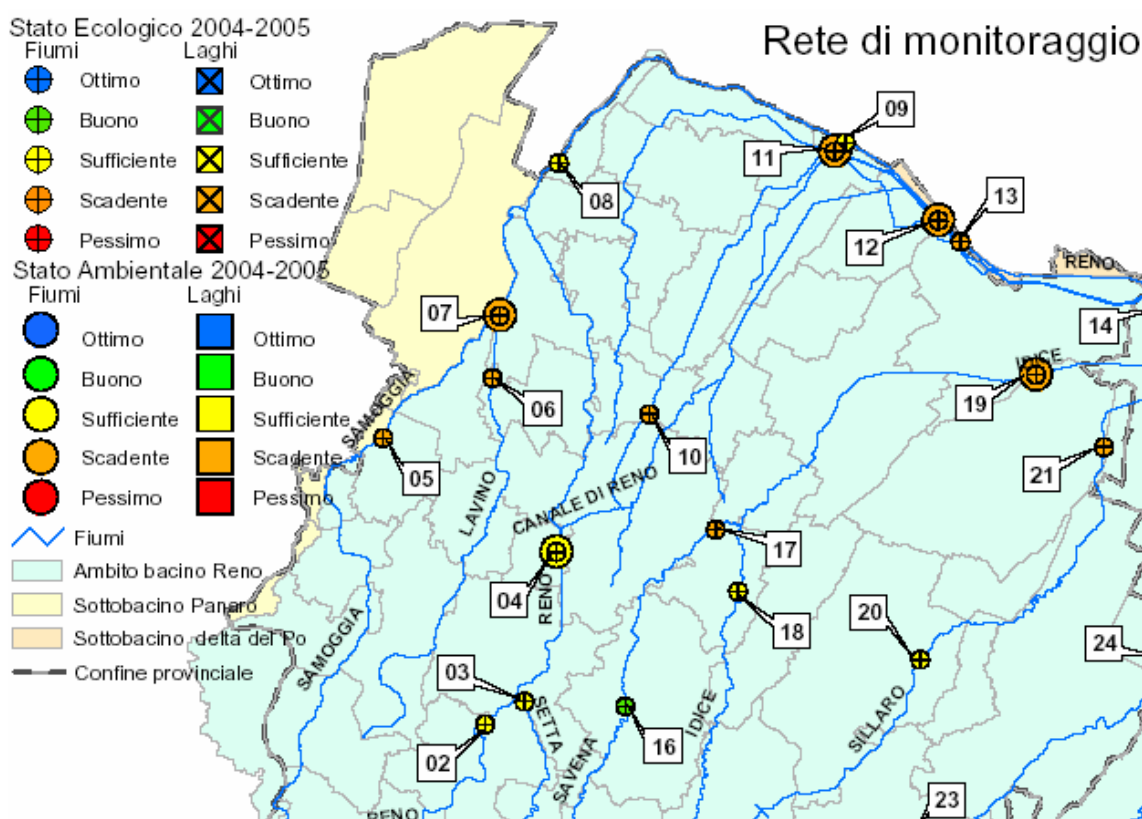 Rete di monitoraggio
Stato Ecologico 2004-2005
Fiumi Laghi
Ottimo Ottimo
Buono Buono
Sufficiente Sufficiente
Scadente Scadente
Pessimo Pessimo
Stato Ambientale 2004-2005
Fiumi Laghi
Ottimo Ottimo
Buono Buono
Sufficiente Sufficiente
Scadente Scadente
Pessimo Pessimo
Fiumi
Ambito bacino Reno
Sottobacino Panaro
Sottobacino delta del Po
Confine provinciale
09
11
08
13
12
RENO
07
14
IDICE
19
06
SAMOGGIA
10
05
21
LAVINO
CANALE DI RENO
17
04
RENO
18
20
24
SAMOGGIA
03
SETTA
IDICE
SILLARO
16
02
SAVENA
23
RENO